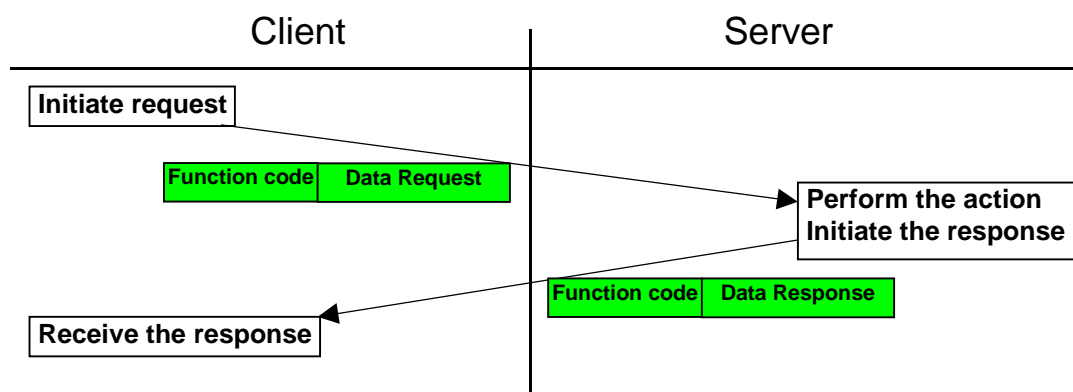 Client
Server
Initiate request
Function code
Data Request
Perform the action
Initiate the response
Function code
Data Response
Receive the response